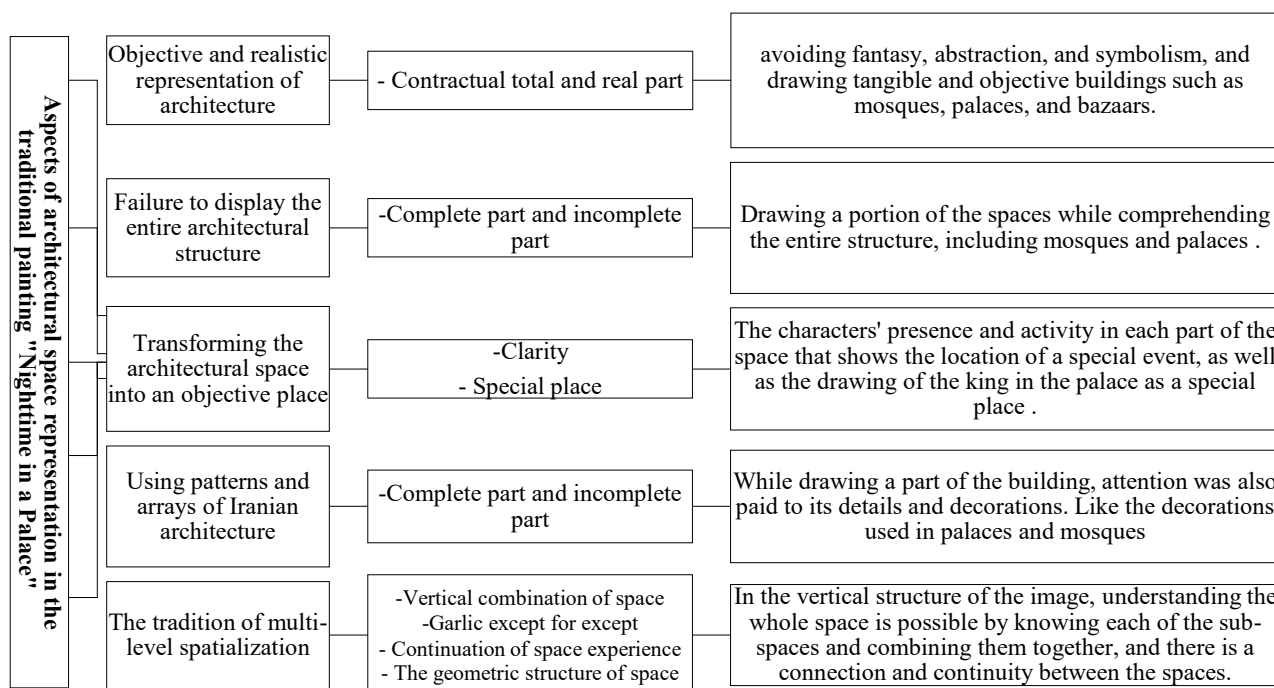 Aspects of architectural space representation in the
traditional painting "Nighttime in a Palace"
Objective and realistic
representation of
architecture
- Contractual total and real part
avoiding fantasy, abstraction, and symbolism, and
drawing tangible and objective buildings such as
mosques, palaces, and bazaars.
Failure to display the
entire architectural
structure
-Complete part and incomplete
part
Drawing a portion of the spaces while comprehending
the entire structure, including mosques and palaces .
Transforming the
architectural space
into an objective place
-Clarity
- Special place
The characters' presence and activity in each part of the
space that shows the location of a special event, as well
as the drawing of the king in the palace as a special
place .
Using patterns and
arrays of Iranian
architecture
-Complete part and incomplete
part
While drawing a part of the building, attention was also
paid to its details and decorations. Like the decorations
used in palaces and mosques
The tradition of multi-
level spatialization
-Vertical combination of space
-Garlic except for except
- Continuation of space experience
- The geometric structure of space
In the vertical structure of the image, understanding the
whole space is possible by knowing each of the sub-
spaces and combining them together, and there is a
connection and continuity between the spaces.